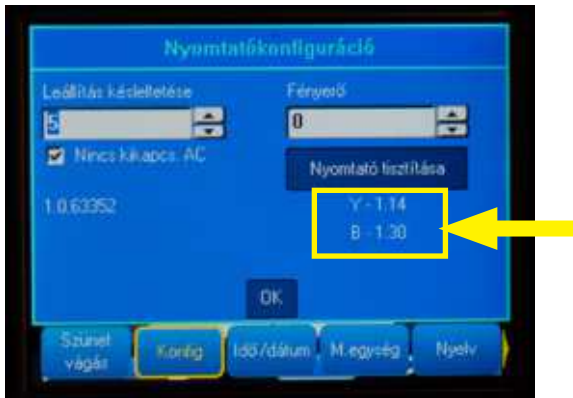 Nyomtatókonfiguráció
Leállítás késleltetése
Fényerő
5
0
Nincs kikapcs. AC
Nyomtató tisztítása
1.0.63352
Y - 1.14
B - 1.30
OK
Szünet vágás
Konfig
Idő/dátum
M.egység
Nyelv